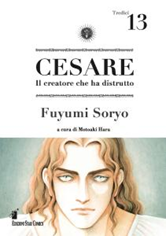 Tredici 13
CESARE
Il creatore che ha distrutto
Fuyumi Soryo
a cura di Motoaki Hara
EDIZIONI STAR COMICS